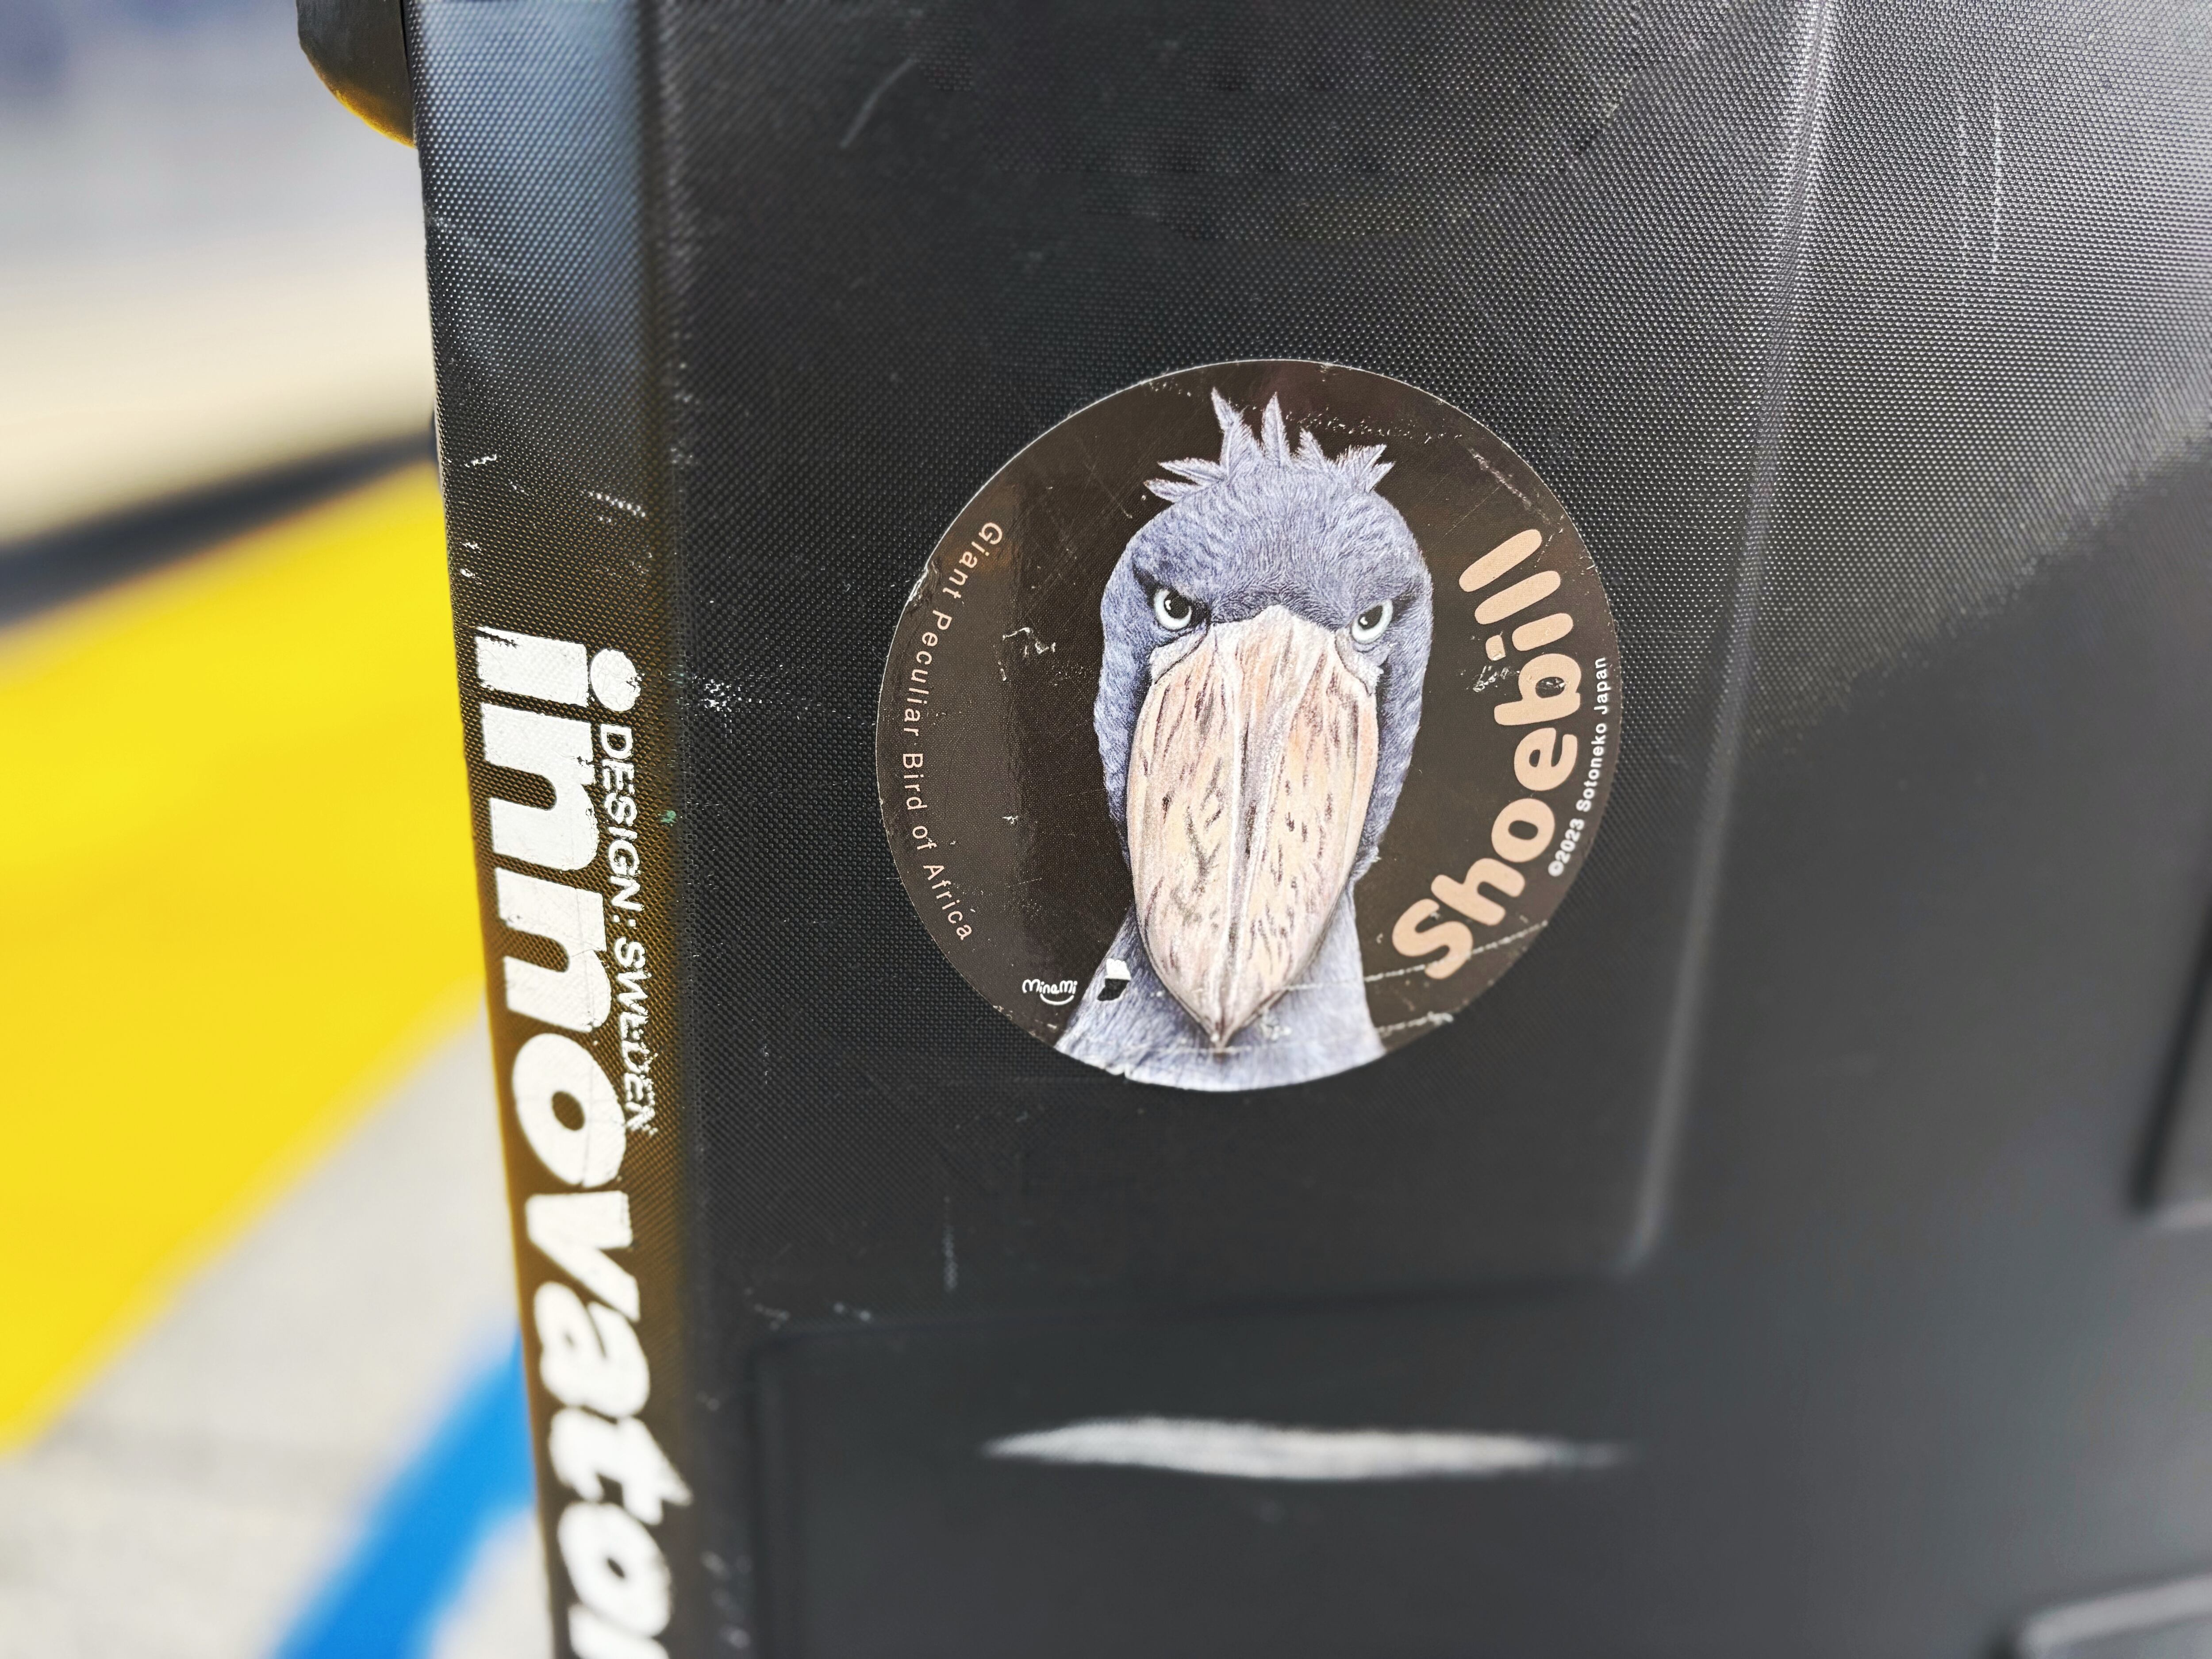 innovator
DESIGN: SWEDEN
Giant Peculiar Bird of Africa
Shoebill
©2023 Sotoneko Japan
MinaMi